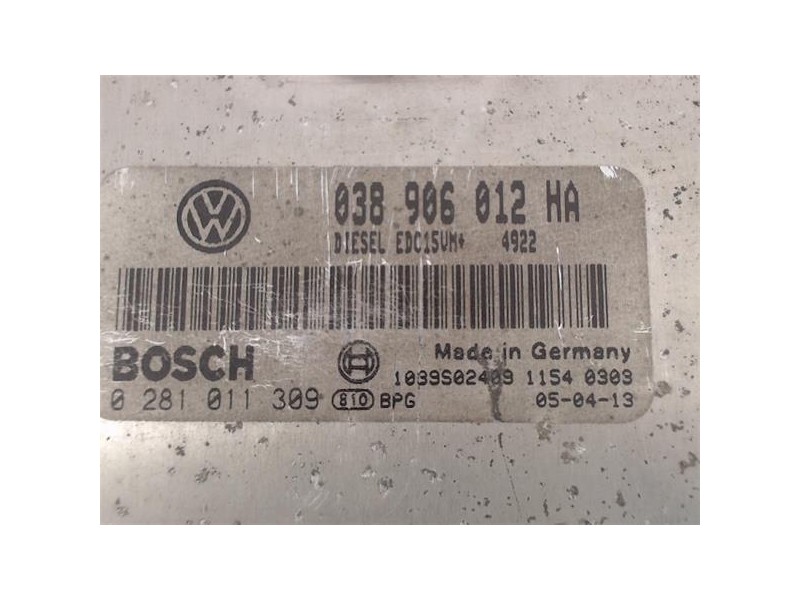 038 906 012 HA
DIESEL EDC15VM+ 4922
BOSCH
Made in Germany
1039S02409 1154 0303
0 281 011 309 810 BPG 05-04-13